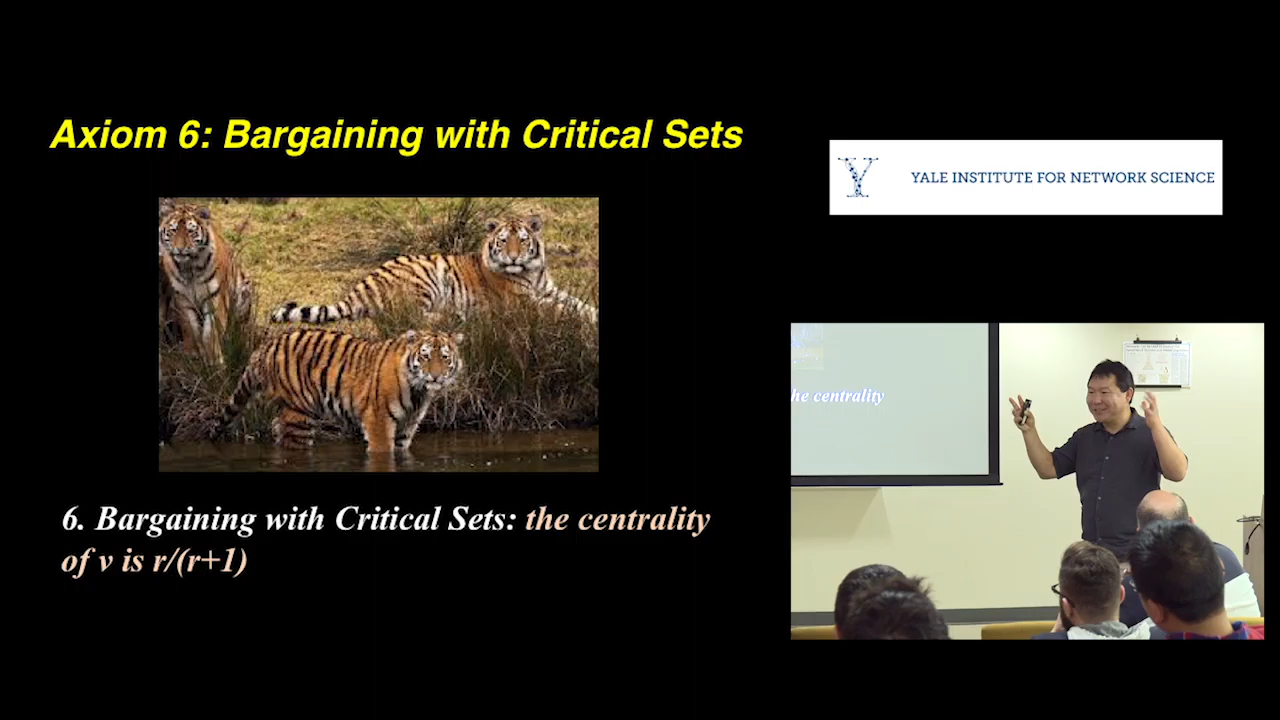 Axiom 6: Bargaining with Critical Sets
YALE INSTITUTE FOR NETWORK SCIENCE
he centrality
6. Bargaining with Critical Sets: the centrality
of v is r/(r+1)